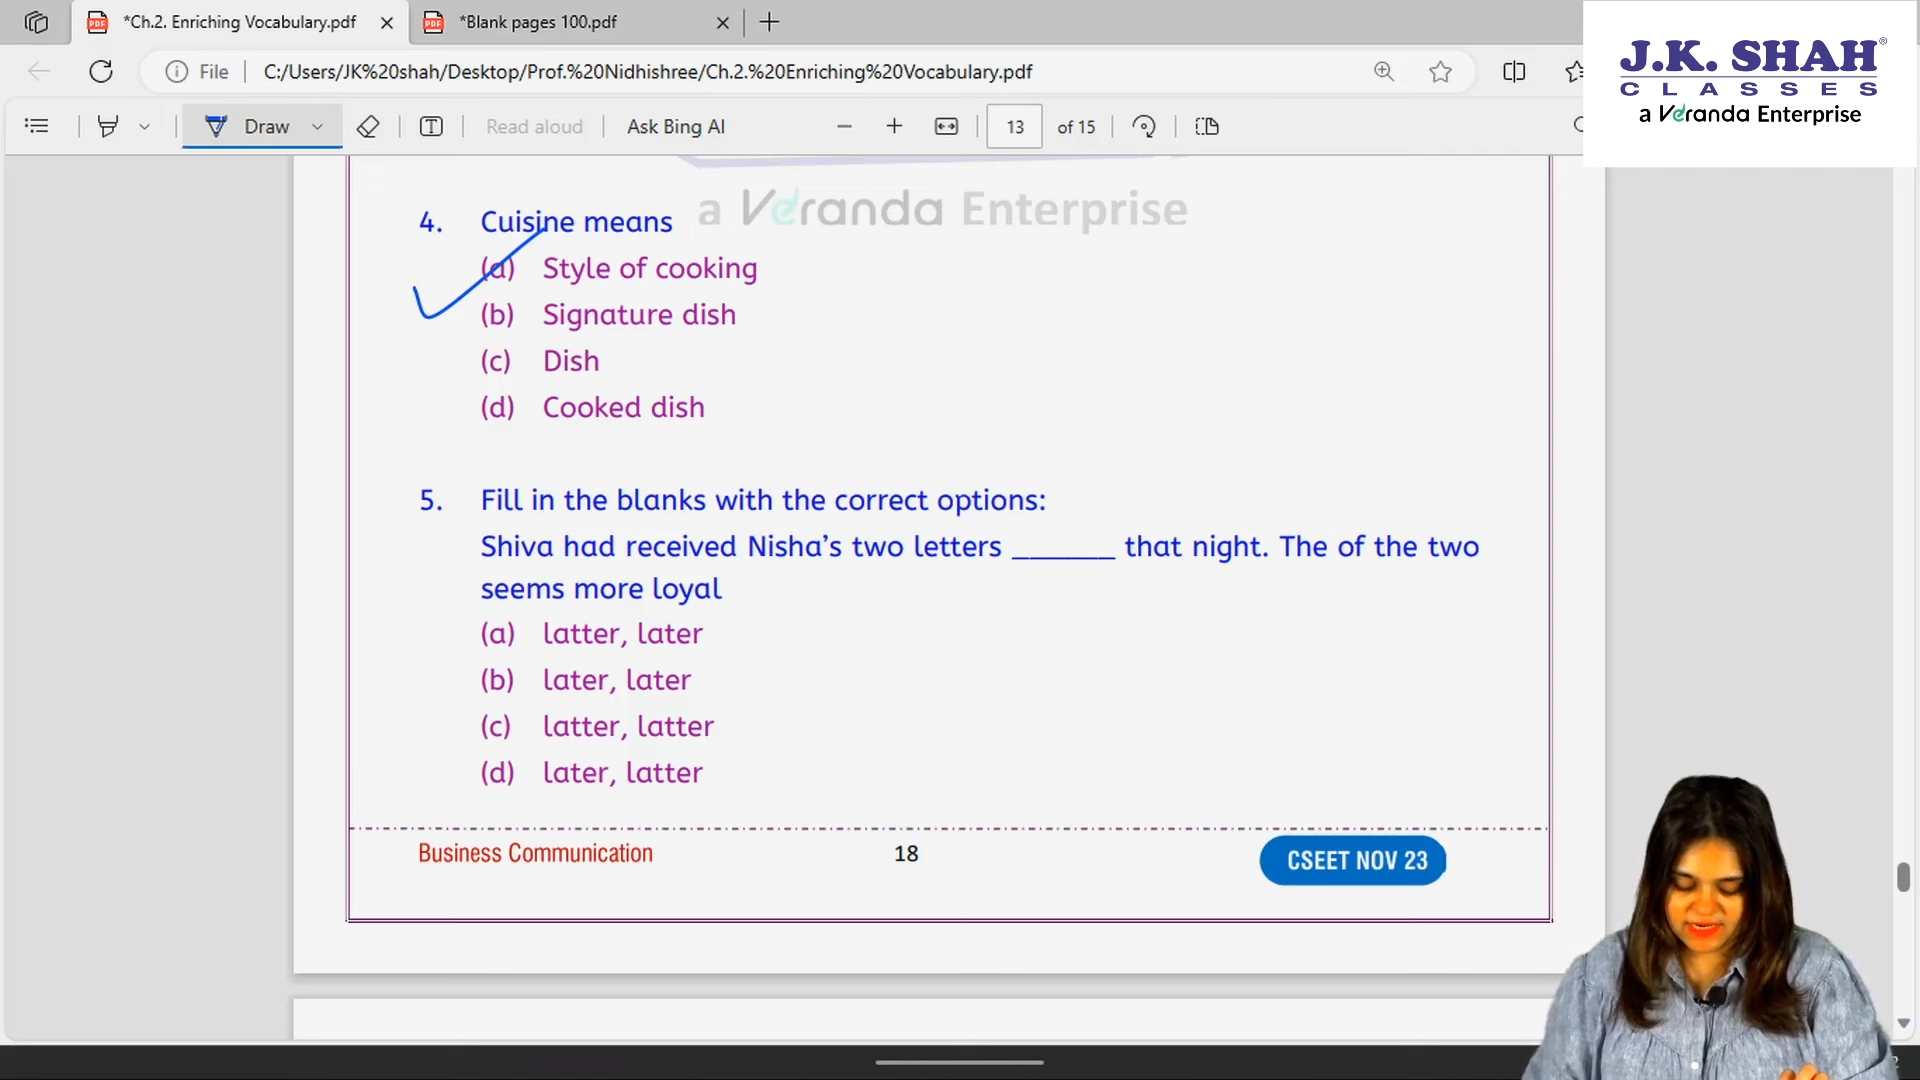 *Ch.2. Enriching Vocabulary.pdf
*Blank pages 100.pdf
File
C:/Users/JK%20shah/Desktop/Prof.%20Nidhishree/Ch.2.%20Enriching%20Vocabulary.pdf
Draw
Read aloud
Ask Bing AI
13 of 15
J.K. SHAH®
CLASSES
a Veranda Enterprise
a Veranda Enterprise
4. Cuisine means
(a) Style of cooking
(b) Signature dish
(c) Dish
(d) Cooked dish
5. Fill in the blanks with the correct options:
Shiva had received Nisha's two letters ______ that night. The of the two
seems more loyal
(a) latter, later
(b) later, later
(c) latter, latter
(d) later, latter
Business Communication
18
CSEET NOV 23